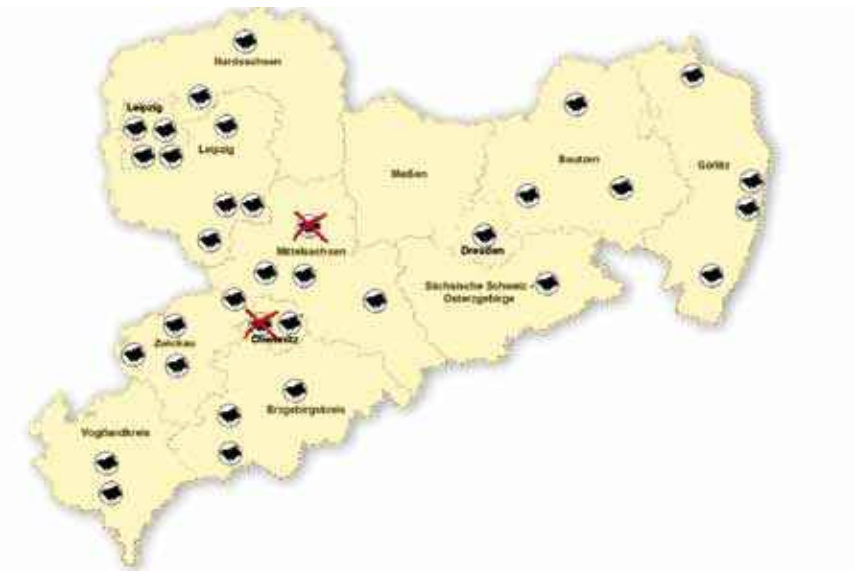 Nordsachsen
Leipzig
Leipzig
Meißen
Bautzen
Görlitz
Mittelsachsen
Dresden
Sächsische Schweiz -
Osterzgebirge
Zwickau
Chemnitz
Erzgebirgskreis
Vogtlandkreis